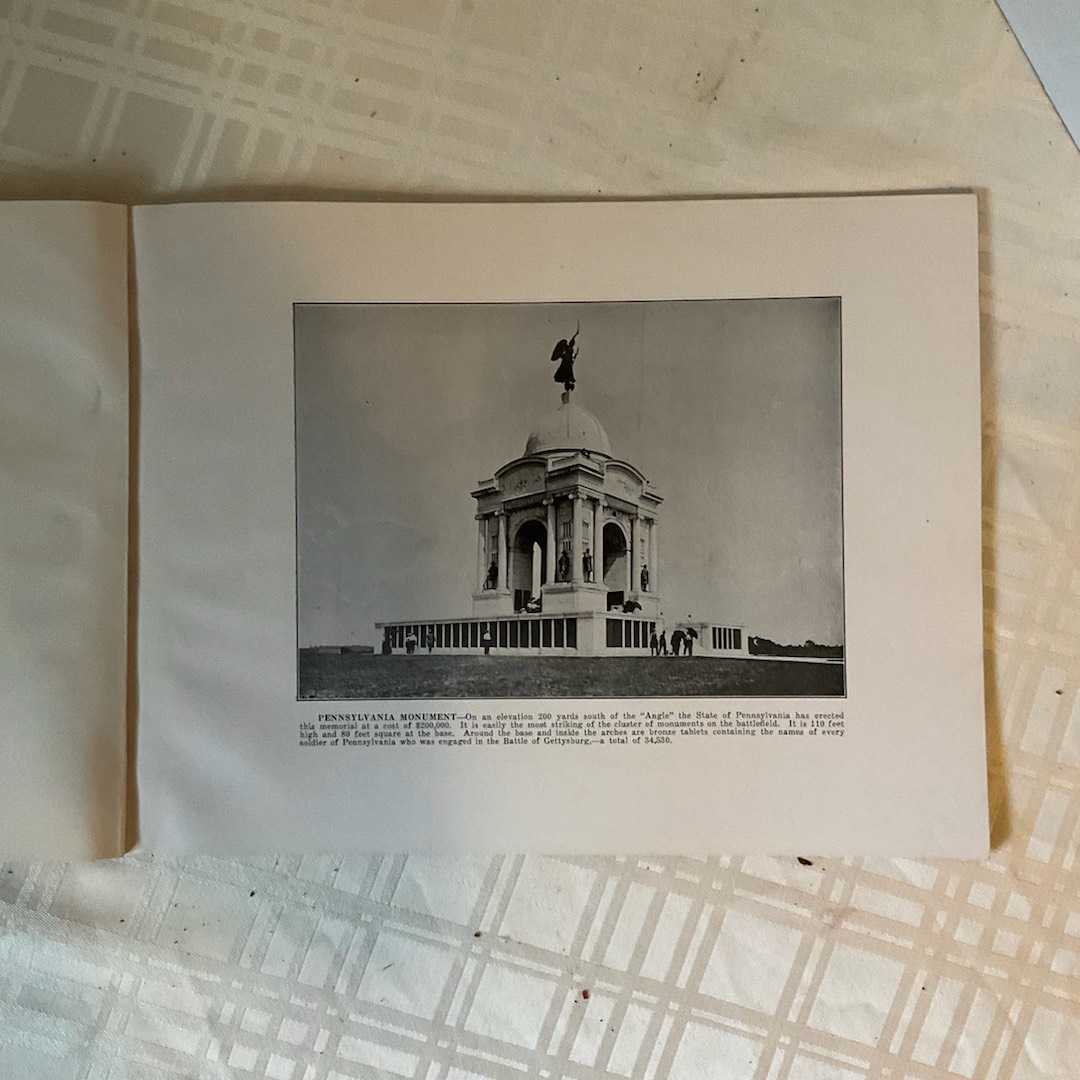 PENNSYLVANIA MONUMENT—On an elevation 200 yards south of the "Angle" the State of Pennsylvania has erected
this memorial at a cost of $200,000. It is easily the most striking of the cluster of monuments on the battlefield. It is 110 feet
high and 80 feet square at the base. Around the base and inside the arches are bronze tablets containing the names of every
soldier of Pennsylvania who was engaged in the Battle of Gettysburg,—a total of 34,530.